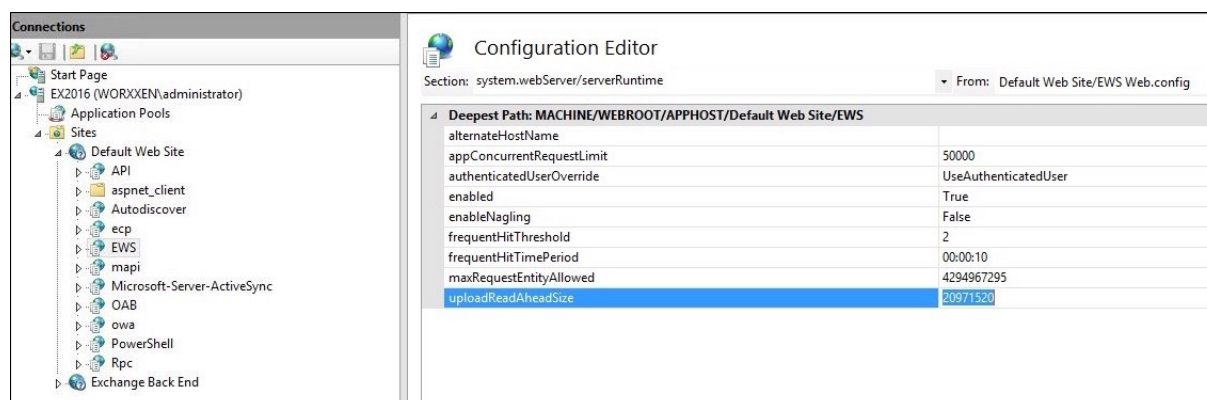 Connections
Start Page
EX2016 (WORXXEN\administrator)
Application Pools
Sites
Default Web Site
API
aspnet_client
Autodiscover
ecp
EWS
mapi
Microsoft-Server-ActiveSync
OAB
owa
PowerShell
Rpc
Exchange Back End
Configuration Editor
Section: system.webServer/serverRuntime From: Default Web Site/EWS Web.config
Deepest Path: MACHINE/WEBROOT/APPHOST/Default Web Site/EWS
alternateHostName
appConcurrentRequestLimit 50000
authenticatedUserOverride UseAuthenticatedUser
enabled True
enableNagling False
frequentHitThreshold 2
frequentHitTimePeriod 00:00:10
maxRequestEntityAllowed 4294967295
uploadReadAheadSize 20971520